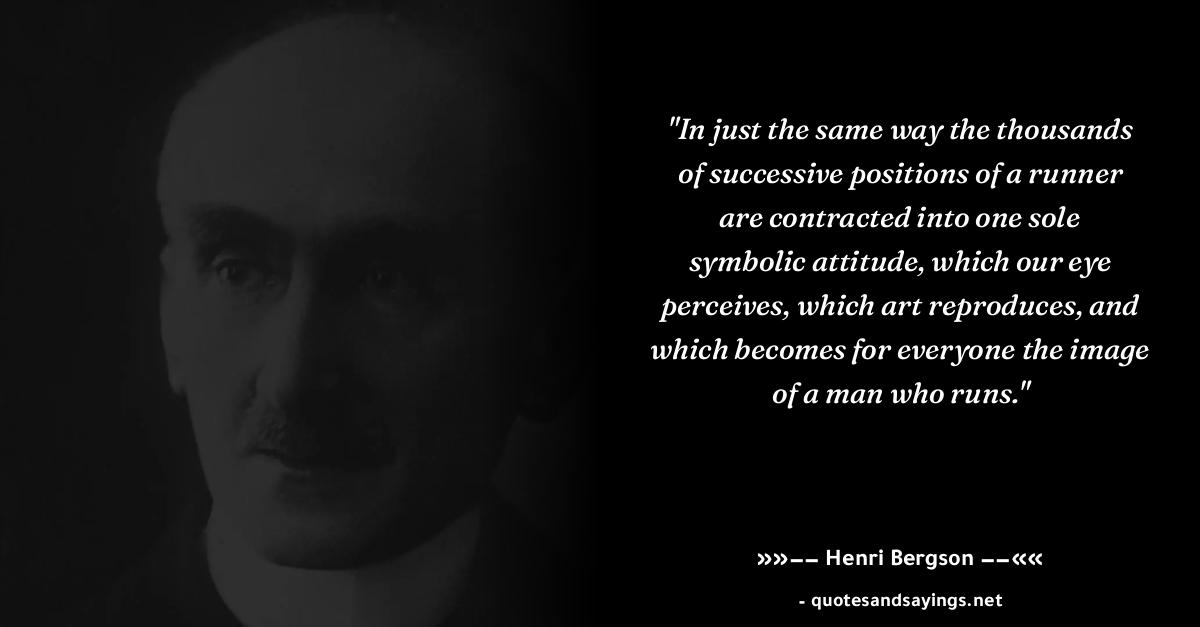 "In just the same way the thousands
of successive positions of a runner
are contracted into one sole
symbolic attitude, which our eye
perceives, which art reproduces, and
which becomes for everyone the image
of a man who runs."
»»−− Henri Bergson −−««
- quotesandsayings.net